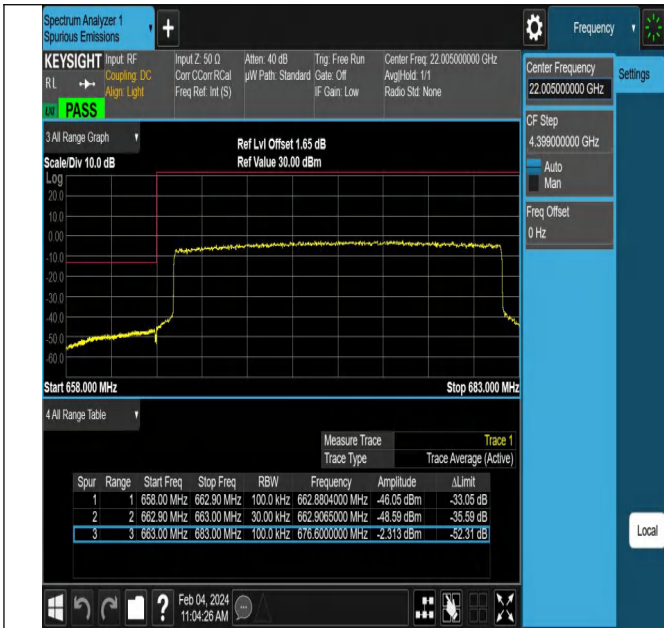 Spectrum Analyzer 1
Spurious Emissions
Frequency
KEYSIGHT Input: RF Input Z: 50 Ω Atten: 40 dB Trig: Free Run Center Freq: 22.005000000 GHz
RL Coupling: DC Corr CCorr RCal µW Path: Standard Gate: Off Avg|Hold: 1/1
Align: Light Freq Ref: Int (S) IF Gain: Low Radio Std: None
PASS
Center Frequency
22.005000000 GHz
Settings
CF Step
4.399000000 GHz
Auto
Man
Freq Offset
0 Hz
3 All Range Graph
Ref Lvl Offset 1.65 dB
Scale/Div 10.0 dB Ref Value 30.00 dBm
Log
20.0
10.0
0.00
-10.0
-20.0
-30.0
-40.0
-50.0
-60.0
Start 658.000 MHz Stop 683.000 MHz
4 All Range Table
Measure Trace Trace 1
Trace Type Trace Average (Active)
Spur Range Start Freq Stop Freq RBW Frequency Amplitude ΔLimit
1 1 658.00 MHz 662.90 MHz 100.0 kHz 662.8804000 MHz -46.05 dBm -33.05 dB
2 2 662.90 MHz 663.00 MHz 30.00 kHz 662.9065000 MHz -48.59 dBm -35.59 dB
3 3 663.00 MHz 683.00 MHz 100.0 kHz 676.6000000 MHz -2.313 dBm -52.31 dB
Local
Feb 04, 2024
11:04:26 AM